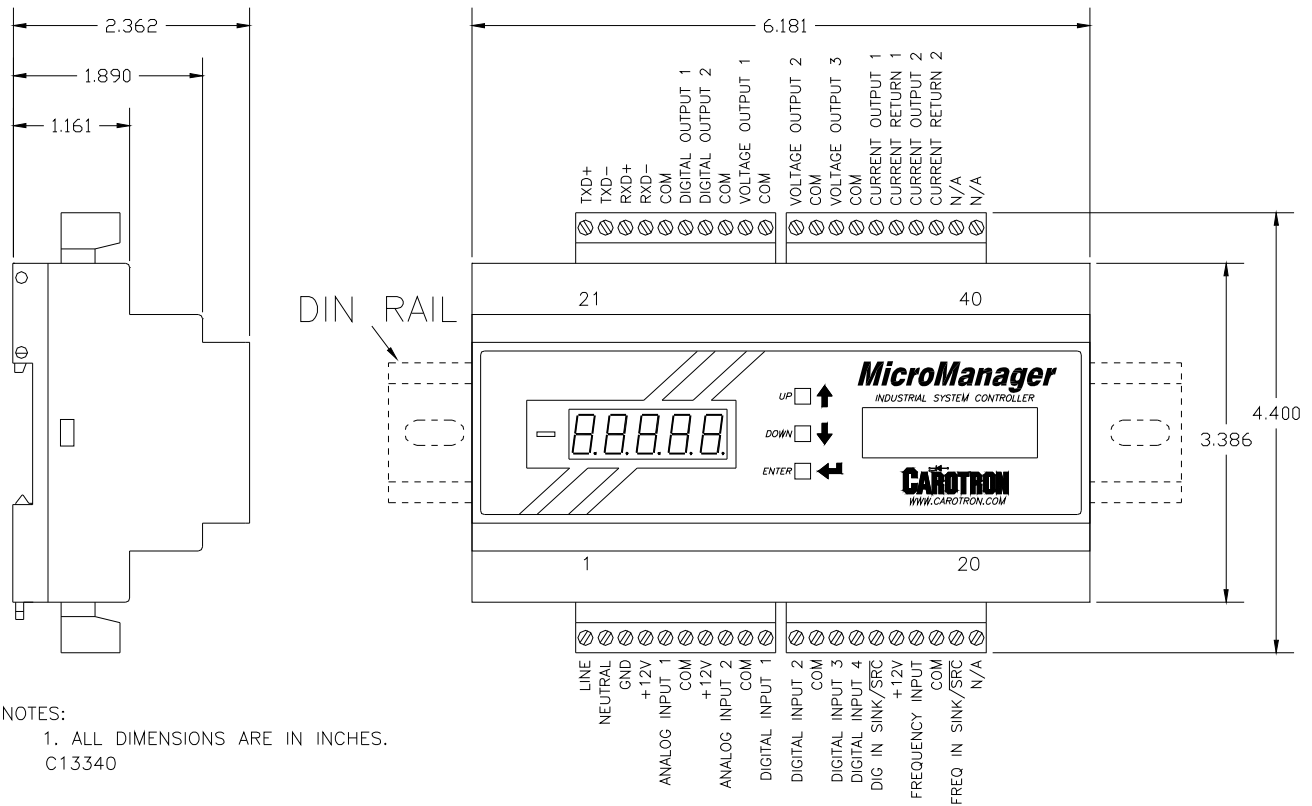 2.362
1.890
1.161
6.181
TXD+
TXD-
RXD+
RXD-
COM
DIGITAL OUTPUT 1
DIGITAL OUTPUT 2
COM
VOLTAGE OUTPUT 1
COM
VOLTAGE OUTPUT 2
COM
VOLTAGE OUTPUT 3
COM
CURRENT OUTPUT 1
CURRENT RETURN 1
CURRENT OUTPUT 2
CURRENT RETURN 2
N/A
N/A
21
40
DIN RAIL
MicroManager
INDUSTRIAL SYSTEM CONTROLLER
UP
DOWN
ENTER
- 8.8.8.8.8.
CAROTRON
WWW.CAROTRON.COM
4.400
3.386
1
20
LINE
NEUTRAL
GND
+12V
ANALOG INPUT 1
COM
+12V
ANALOG INPUT 2
COM
DIGITAL INPUT 1
DIGITAL INPUT 2
COM
DIGITAL INPUT 3
DIGITAL INPUT 4
DIG IN SINK/SRC
+12V
FREQUENCY INPUT
COM
FREQ IN SINK/SRC
N/A
NOTES:
1. ALL DIMENSIONS ARE IN INCHES.
C13340